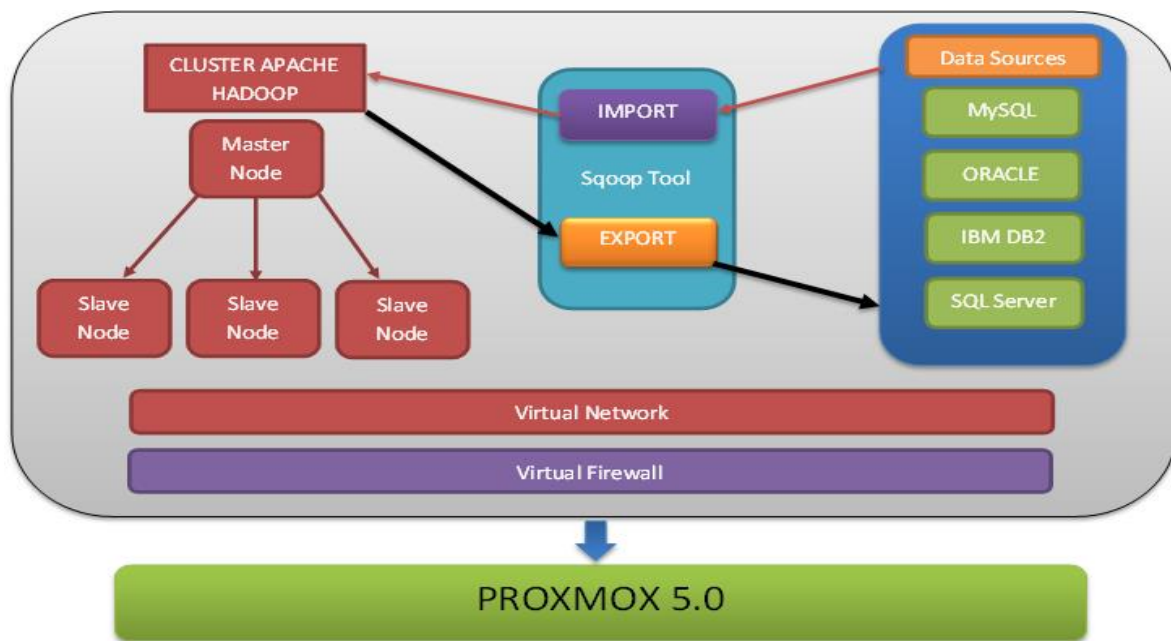 CLUSTER APACHE
HADOOP
Master
Node
Slave
Node
Slave
Node
Slave
Node
IMPORT
Sqoop Tool
EXPORT
Data Sources
MySQL
ORACLE
IBM DB2
SQL Server
Virtual Network
Virtual Firewall
PROXMOX 5.0